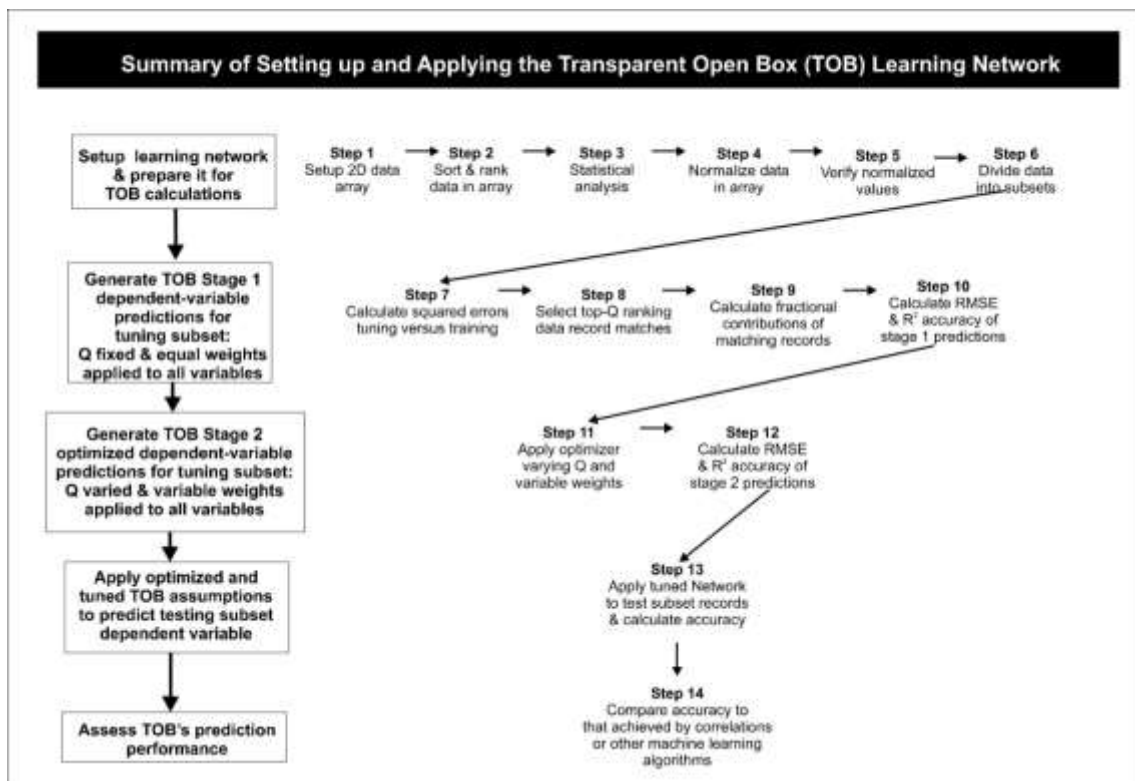 Summary of Setting up and Applying the Transparent Open Box (TOB) Learning Network
Setup learning network
& prepare it for
TOB calculations
Step 1
Setup 2D data
array
Step 2
Sort & rank
data in array
Step 3
Statistical
analysis
Step 4
Normalize data
in array
Step 5
Verify normalized
values
Step 6
Divide data
into subsets
Generate TOB Stage 1
dependent-variable
predictions for
tuning subset:
Q fixed & equal weights
applied to all variables
Step 7
Calculate squared errors
tuning versus training
Step 8
Select top-Q ranking
data record matches
Step 9
Calculate fractional
contributions of
matching records
Step 10
Calculate RMSE
& R² accuracy of
stage 1 predictions
Generate TOB Stage 2
optimized dependent-variable
predictions for tuning subset:
Q varied & variable weights
applied to all variables
Step 11
Apply optimizer
varying Q and
variable weights
Step 12
Calculate RMSE
& R² accuracy of
stage 2 predictions
Apply optimized and
tuned TOB assumptions
to predict testing subset
dependent variable
Step 13
Apply tuned Network
to test subset records
& calculate accuracy
Assess TOB's prediction
performance
Step 14
Compare accuracy to
that achieved by correlations
or other machine learning
algorithms